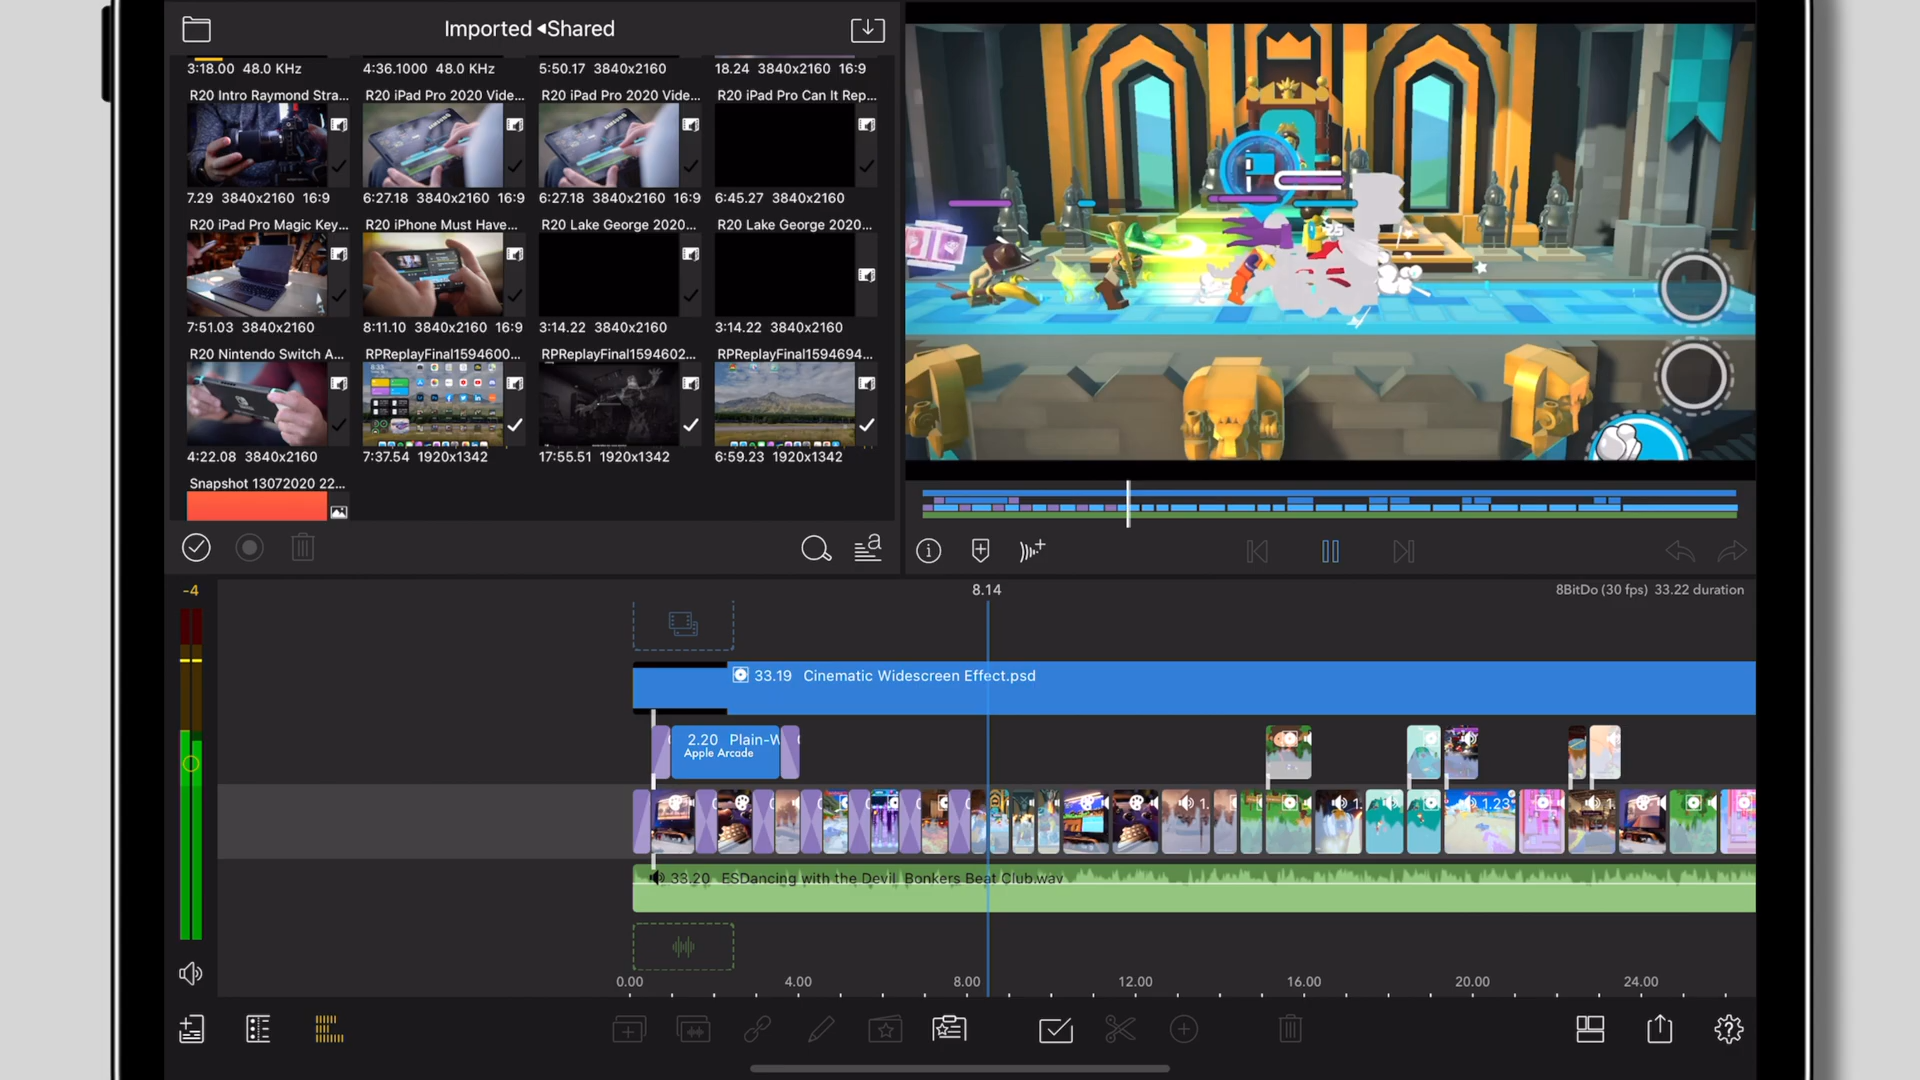 Imported ◂Shared
3:18.00 48.0 KHz
4:36.1000 48.0 KHz
5:50.17 3840x2160
18.24 3840x2160 16:9
R20 Intro Raymond Stra...
R20 iPad Pro 2020 Vide...
R20 iPad Pro 2020 Vide...
R20 iPad Pro Can It Rep...
7.29 3840x2160 16:9
6:27.18 3840x2160 16:9
6:27.18 3840x2160 16:9
6:45.27 3840x2160
R20 iPad Pro Magic Key...
R20 iPhone Must Have...
R20 Lake George 2020...
R20 Lake George 2020...
7:51.03 3840x2160
8:11.10 3840x2160 16:9
3:14.22 3840x2160
3:14.22 3840x2160
R20 Nintendo Switch A...
RPReplayFinal1594600...
RPReplayFinal1594602...
RPReplayFinal1594694...
4:22.08 3840x2160
7:37.54 1920x1342
17:55.51 1920x1342
6:59.23 1920x1342
Snapshot 13072020 22...
-4
8.14
8BitDo (30 fps) 33.22 duration
33.19 Cinematic Widescreen Effect.psd
2.20 Plain-W
Apple Arcade
1.
1.
1.23
1.
33.20 ESDancing with the Devil Bonkers Beat Club.wav
0.00 4.00 8.00 12.00 16.00 20.00 24.00